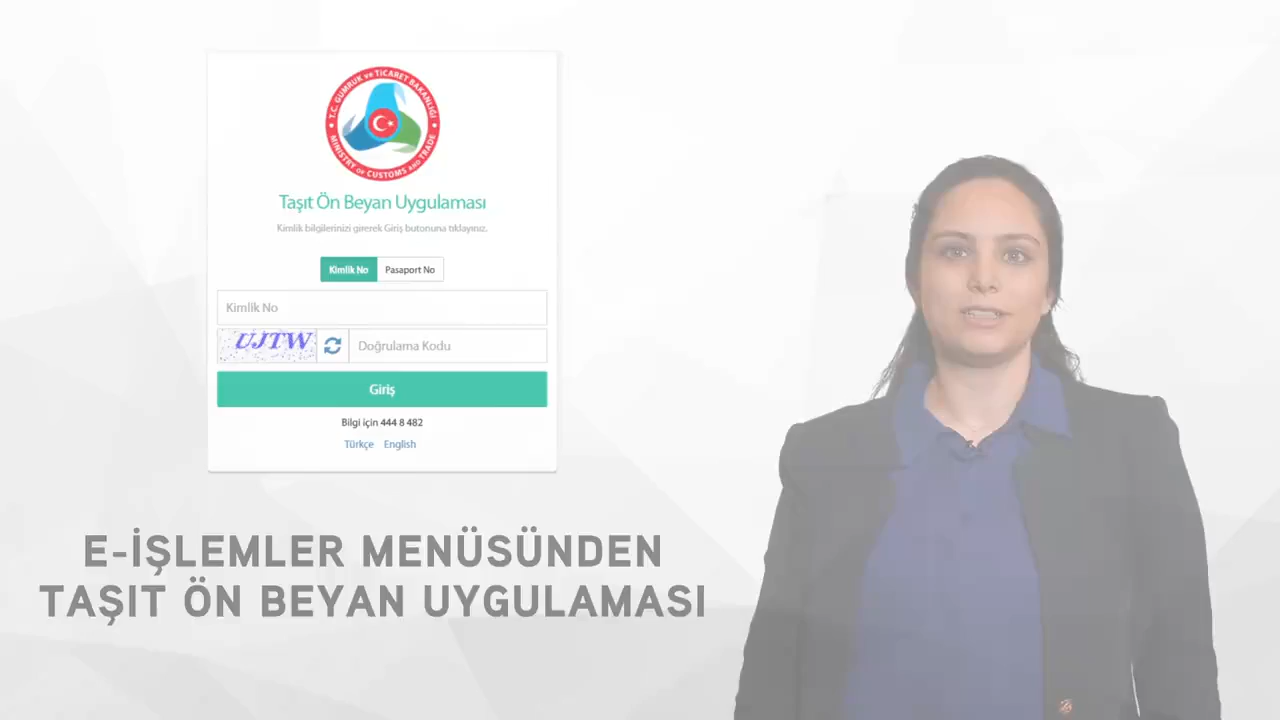 T.C. GÜMRÜK ve TİCARET BAKANLIĞI
MINISTRY OF CUSTOMS AND TRADE
Taşıt Ön Beyan Uygulaması
Kimlik bilgilerinizi girerek Giriş butonuna tıklayınız.
Kimlik No Pasaport No
Kimlik No
UJTW Doğrulama Kodu
Giriş
Bilgi için 444 8 482
Türkçe English
E-İŞLEMLER MENÜSÜNDEN
TAŞIT ÖN BEYAN UYGULAMASI